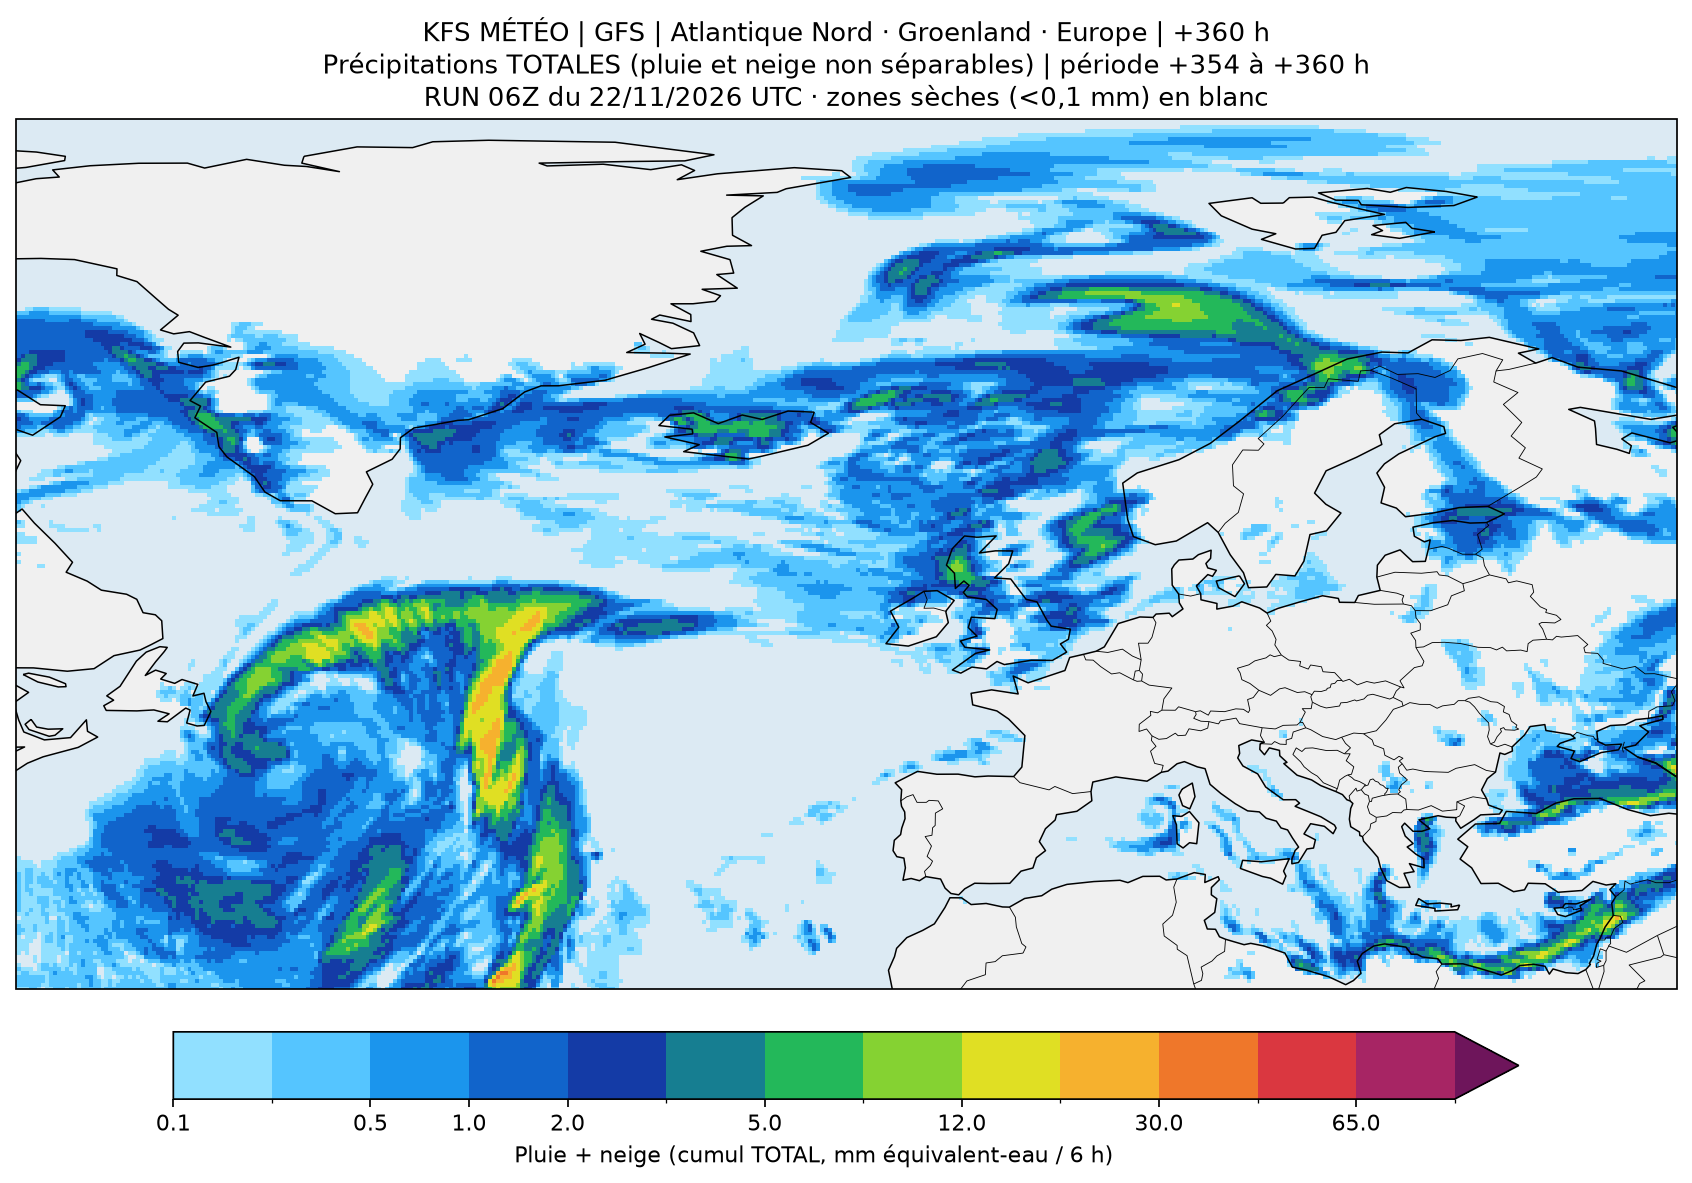 KFS MÉTÉO | GFS | Atlantique Nord · Groenland · Europe | +360 h
Précipitations TOTALES (pluie et neige non séparables) | période +354 à +360 h
RUN 06Z du 22/11/2026 UTC · zones sèches (<0,1 mm) en blanc
0.1 0.5 1.0 2.0 5.0 12.0 30.0 65.0
Pluie + neige (cumul TOTAL, mm équivalent-eau / 6 h)